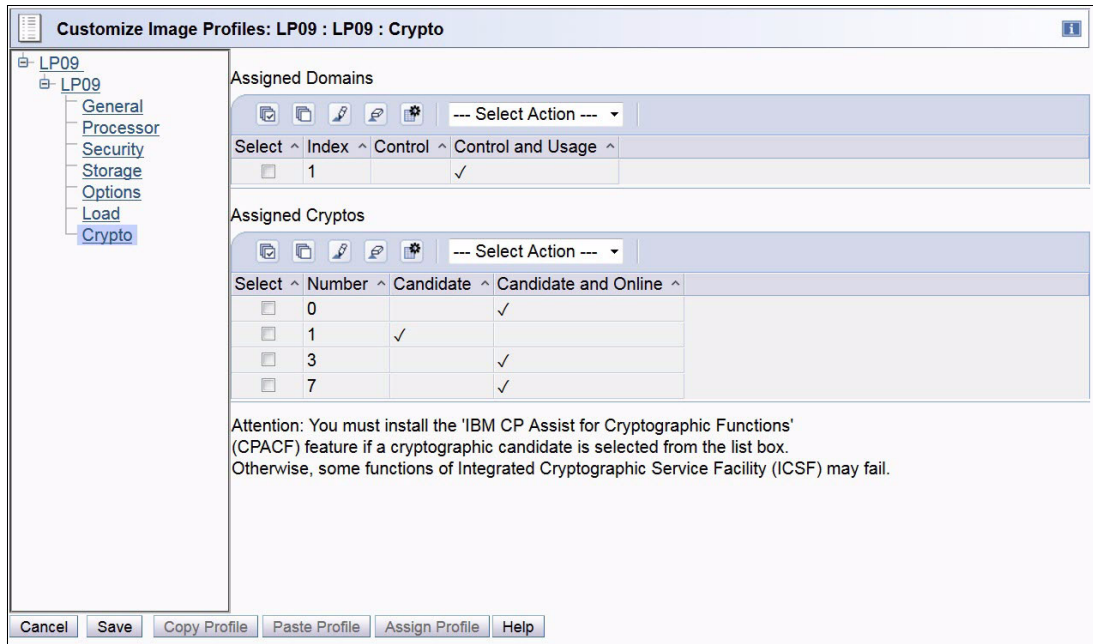 Customize Image Profiles: LP09 : LP09 : Crypto
i
LP09
LP09
General
Processor
Security
Storage
Options
Load
Crypto
Assigned Domains
--- Select Action ---
Select Index Control Control and Usage
1 ✓
Assigned Cryptos
--- Select Action ---
Select Number Candidate Candidate and Online
0 ✓
1 ✓
3 ✓
7 ✓
Attention: You must install the 'IBM CP Assist for Cryptographic Functions'
(CPACF) feature if a cryptographic candidate is selected from the list box.
Otherwise, some functions of Integrated Cryptographic Service Facility (ICSF) may fail.
Cancel Save Copy Profile Paste Profile Assign Profile Help